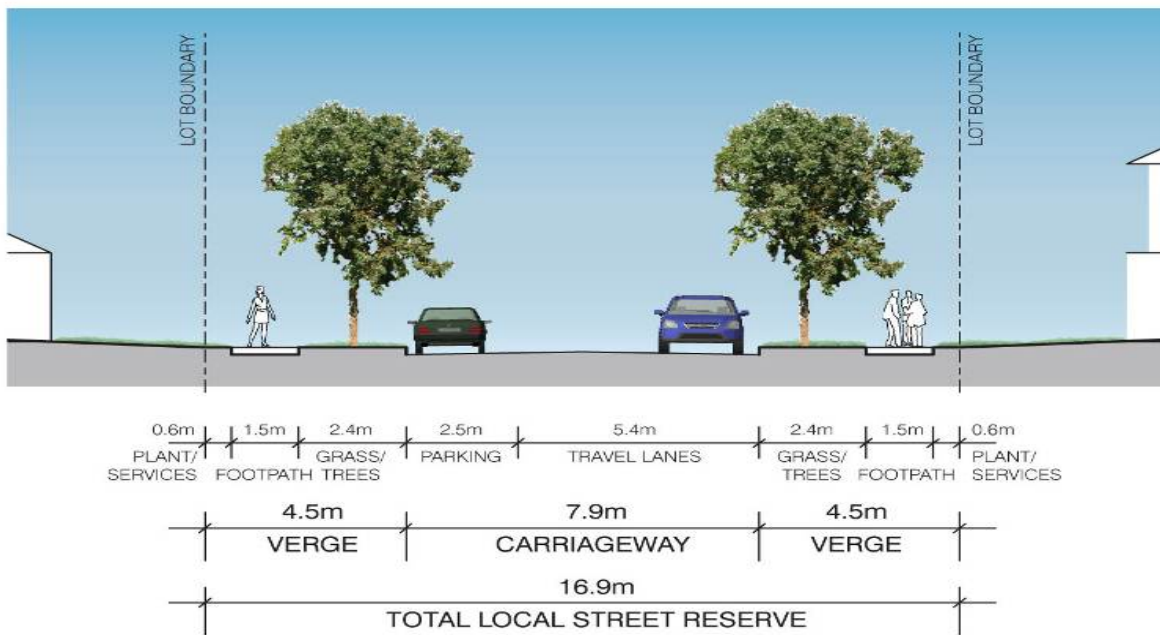 LOT BOUNDARY
LOT BOUNDARY
0.6m 1.5m 2.4m 2.5m 5.4m 2.4m 1.5m 0.6m
PLANT/ GRASS/ PARKING TRAVEL LANES GRASS/ PLANT/
SERVICES FOOTPATH TREES TREES FOOTPATH SERVICES
4.5m 7.9m 4.5m
VERGE CARRIAGEWAY VERGE
16.9m
TOTAL LOCAL STREET RESERVE